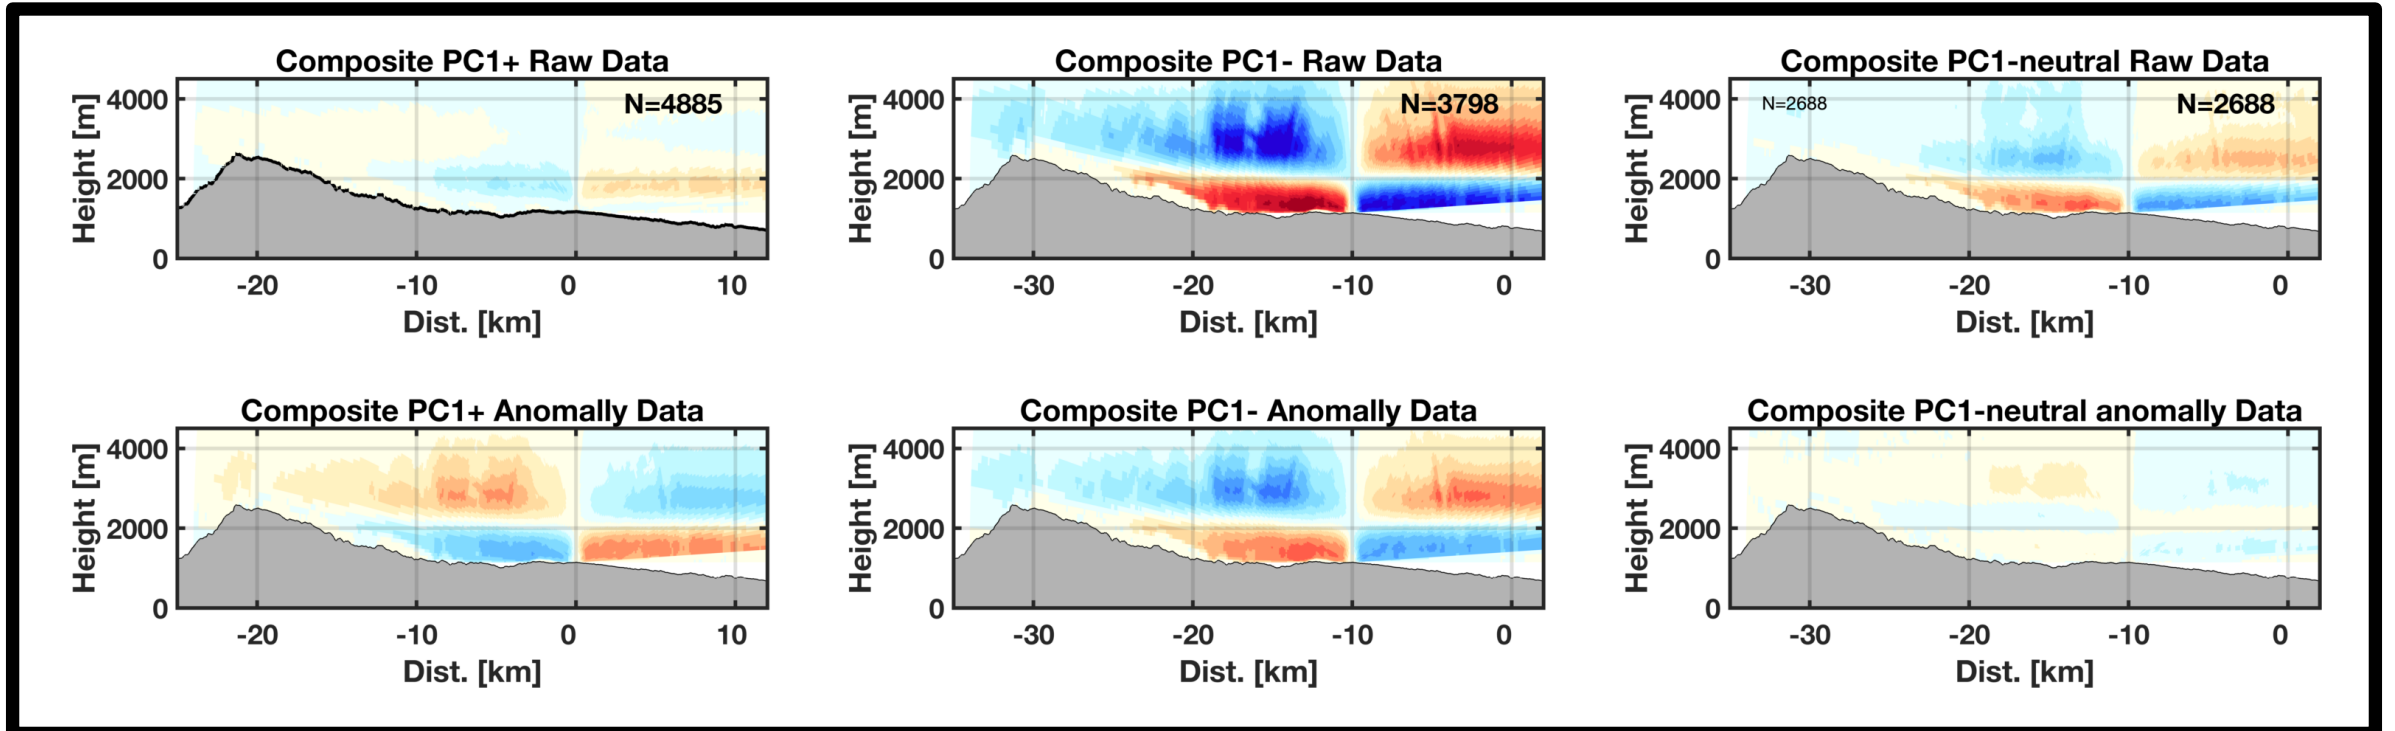 Composite PC1+ Raw Data
Composite PC1- Raw Data
Composite PC1-neutral Raw Data
Height [m]
4000
2000
0
N=4885
-20
-10
0
10
Dist. [km]
Height [m]
4000
2000
0
N=3798
-30
-20
-10
0
Dist. [km]
Height [m]
4000
2000
0
N=2688
N=2688
-30
-20
-10
0
Dist. [km]
Composite PC1+ Anomally Data
Composite PC1- Anomally Data
Composite PC1-neutral anomally Data
Height [m]
4000
2000
0
-20
-10
0
10
Dist. [km]
Height [m]
4000
2000
0
-30
-20
-10
0
Dist. [km]
Height [m]
4000
2000
0
-30
-20
-10
0
Dist. [km]